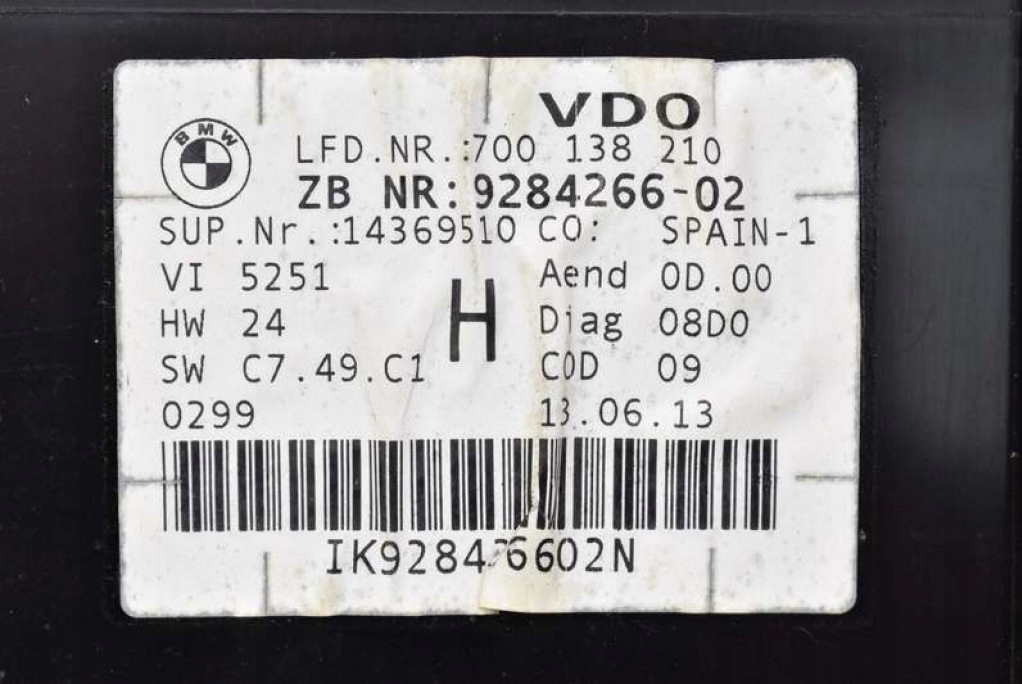 VDO
BMW
LFD.NR.:700 138 210
ZB NR:9284266-02
SUP.Nr.:14369510 CO: SPAIN-1
VI 5251 Aend 0D.00
H
HW 24 Diag 08D0
SW C7.49.C1 COD 09
0299 13.06.13